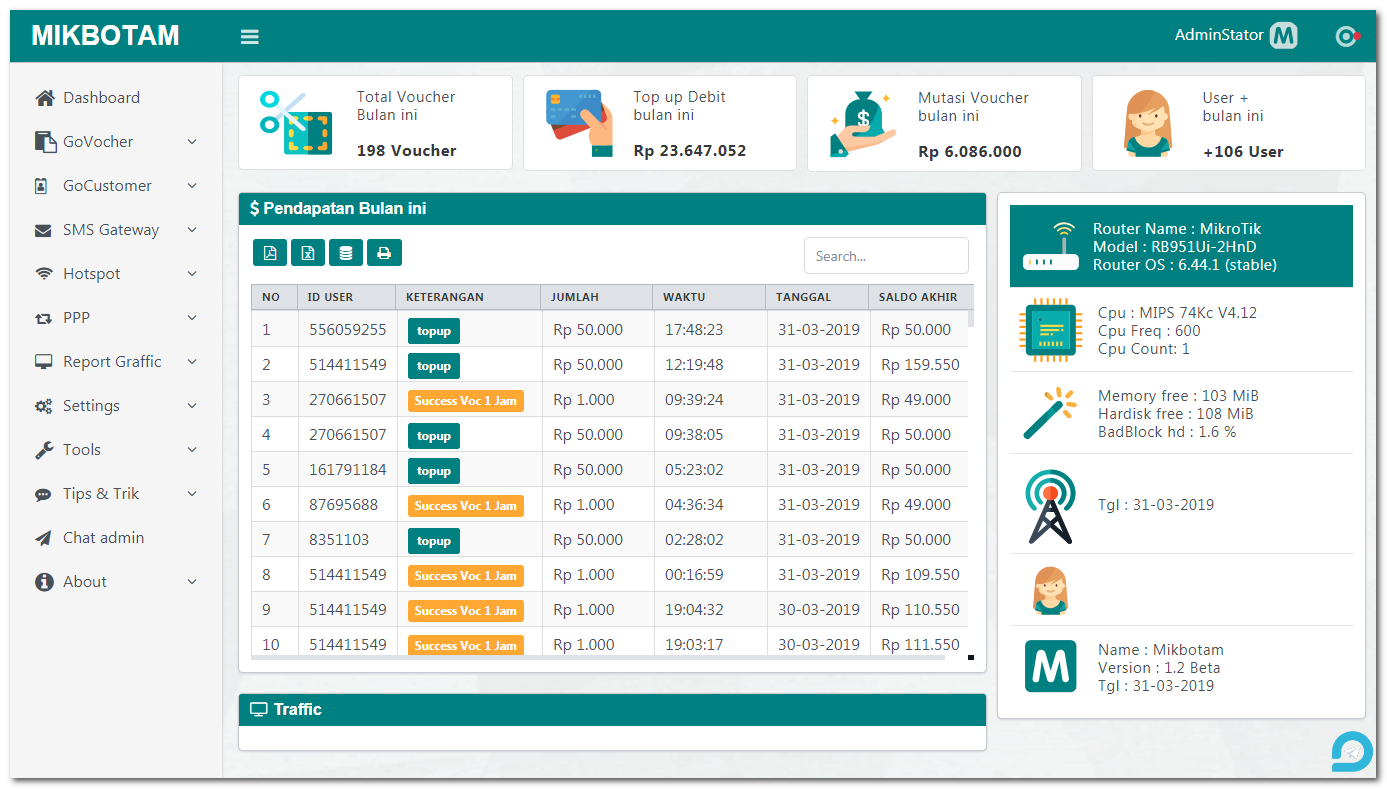 MIKBOTAM
AdminStator M
Dashboard
GoVocher
GoCustomer
SMS Gateway
Hotspot
PPP
Report Graffic
Settings
Tools
Tips & Trik
Chat admin
About
Total Voucher
Bulan ini
198 Voucher
Top up Debit
bulan ini
Rp 23.647.052
$
Mutasi Voucher
bulan ini
Rp 6.086.000
User +
bulan ini
+106 User
$ Pendapatan Bulan ini
Search...
NO ID USER KETERANGAN JUMLAH WAKTU TANGGAL SALDO AKHIR
1 556059255 topup Rp 50.000 17:48:23 31-03-2019 Rp 50.000
2 514411549 topup Rp 50.000 12:19:48 31-03-2019 Rp 159.550
3 270661507 Success Voc 1 Jam Rp 1.000 09:39:24 31-03-2019 Rp 49.000
4 270661507 topup Rp 50.000 09:38:05 31-03-2019 Rp 50.000
5 161791184 topup Rp 50.000 05:23:02 31-03-2019 Rp 50.000
6 87695688 Success Voc 1 Jam Rp 1.000 04:36:34 31-03-2019 Rp 49.000
7 8351103 topup Rp 50.000 02:28:02 31-03-2019 Rp 50.000
8 514411549 Success Voc 1 Jam Rp 1.000 00:16:59 31-03-2019 Rp 109.550
9 514411549 Success Voc 1 Jam Rp 1.000 19:04:32 30-03-2019 Rp 110.550
10 514411549 Success Voc 1 Jam Rp 1.000 19:03:17 30-03-2019 Rp 111.550
Traffic
Router Name : MikroTik
Model : RB951Ui-2HnD
Router OS : 6.44.1 (stable)
Cpu : MIPS 74Kc V4.12
Cpu Freq : 600
Cpu Count: 1
Memory free : 103 MiB
Hardisk free : 108 MiB
BadBlock hd : 1.6 %
Tgl : 31-03-2019
M
Name : Mikbotam
Version : 1.2 Beta
Tgl : 31-03-2019